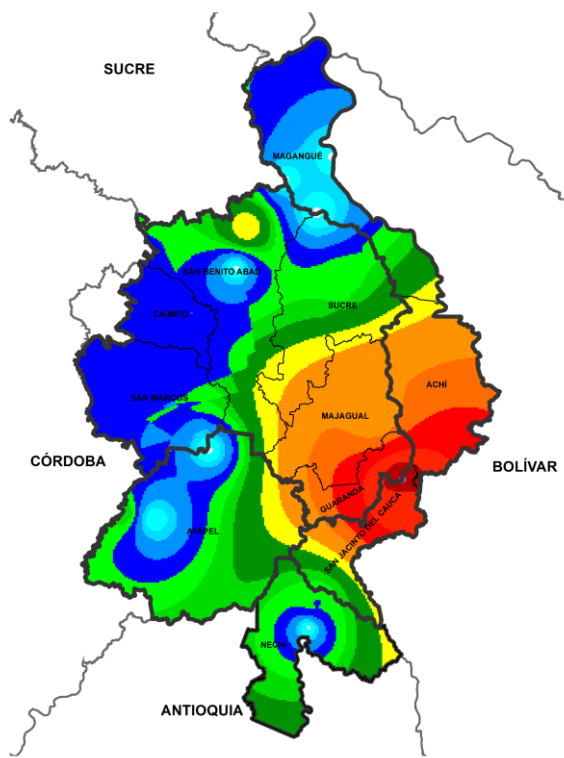 SUCRE
MAGANGUÉ
SAN BENITO ABAD
CAIMITO
SUCRE
ACHÍ
SAN MARCOS
MAJAGUAL
CÓRDOBA
BOLÍVAR
GUARANDA
SAN JACINTO DEL CAUCA
AYAPEL
NECHÍ
ANTIOQUIA